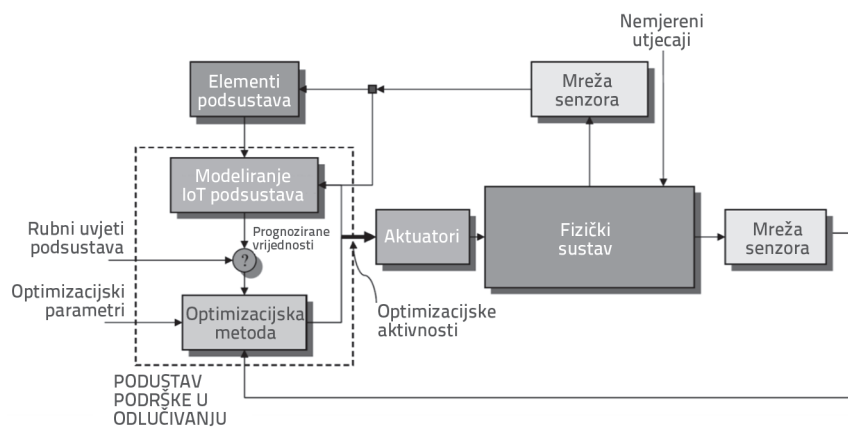 Nemjereni
utjecaji
Elementi
podsustava
Mreža
senzora
Modeliranje
IoT podsustava
Rubni uvjeti
podsustava
Prognozirane
vrijednosti
?
Aktuatori
Fizički
sustav
Mreža
senzora
Optimizacijski
parametri
Optimizacijska
metoda
Optimizacijske
aktivnosti
PODUSTAV
PODRŠKE U
ODLUČIVANJU